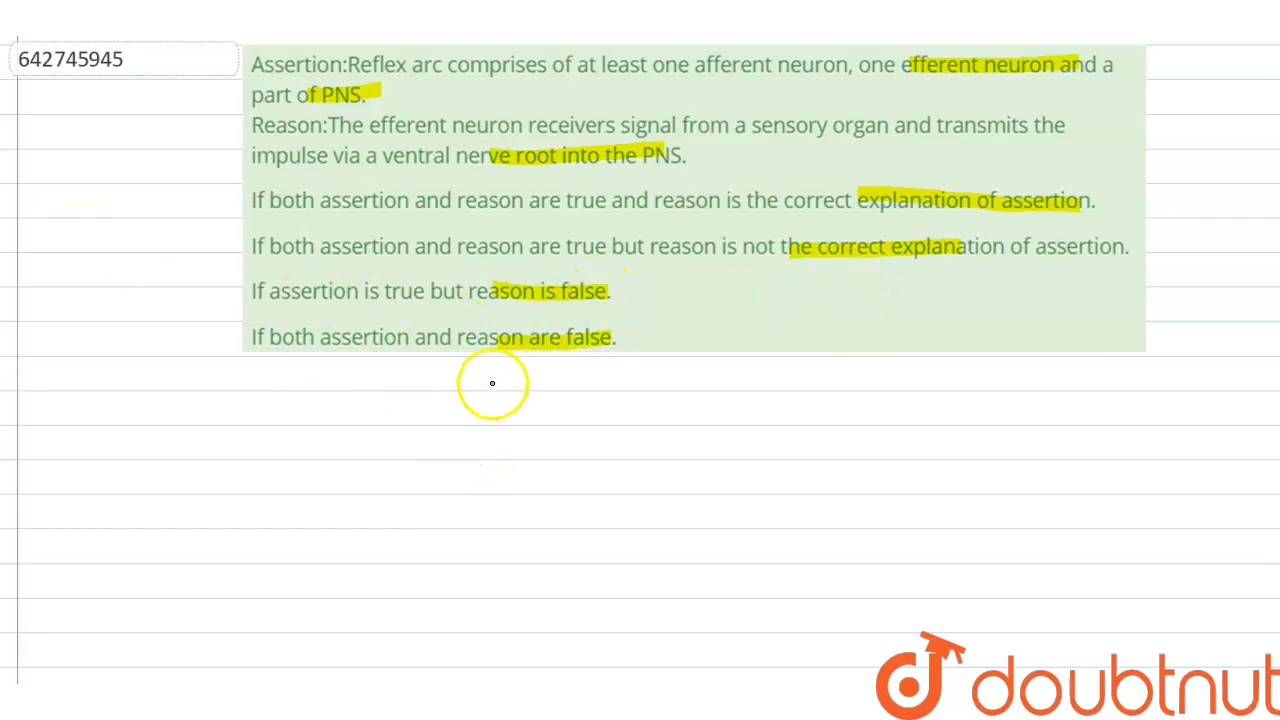 642745945
Assertion:Reflex arc comprises of at least one afferent neuron, one efferent neuron and a
part of PNS.
Reason:The efferent neuron receivers signal from a sensory organ and transmits the
impulse via a ventral nerve root into the PNS.
If both assertion and reason are true and reason is the correct explanation of assertion.
If both assertion and reason are true but reason is not the correct explanation of assertion.
If assertion is true but reason is false.
If both assertion and reason are false.
doubtnut